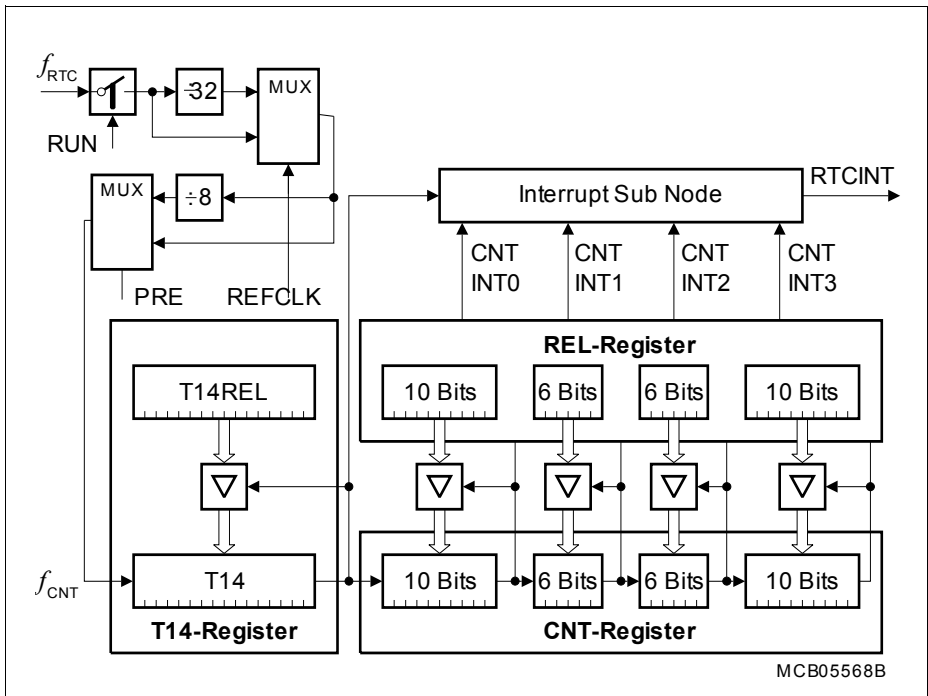 fRTC
RUN
÷32
MUX
MUX
÷8
PRE
REFCLK
Interrupt Sub Node
RTCINT
CNT
INT0
CNT
INT1
CNT
INT2
CNT
INT3
REL-Register
T14REL
10 Bits
6 Bits
6 Bits
10 Bits
fCNT
T14
10 Bits
6 Bits
6 Bits
10 Bits
T14-Register
CNT-Register
MCB05568B